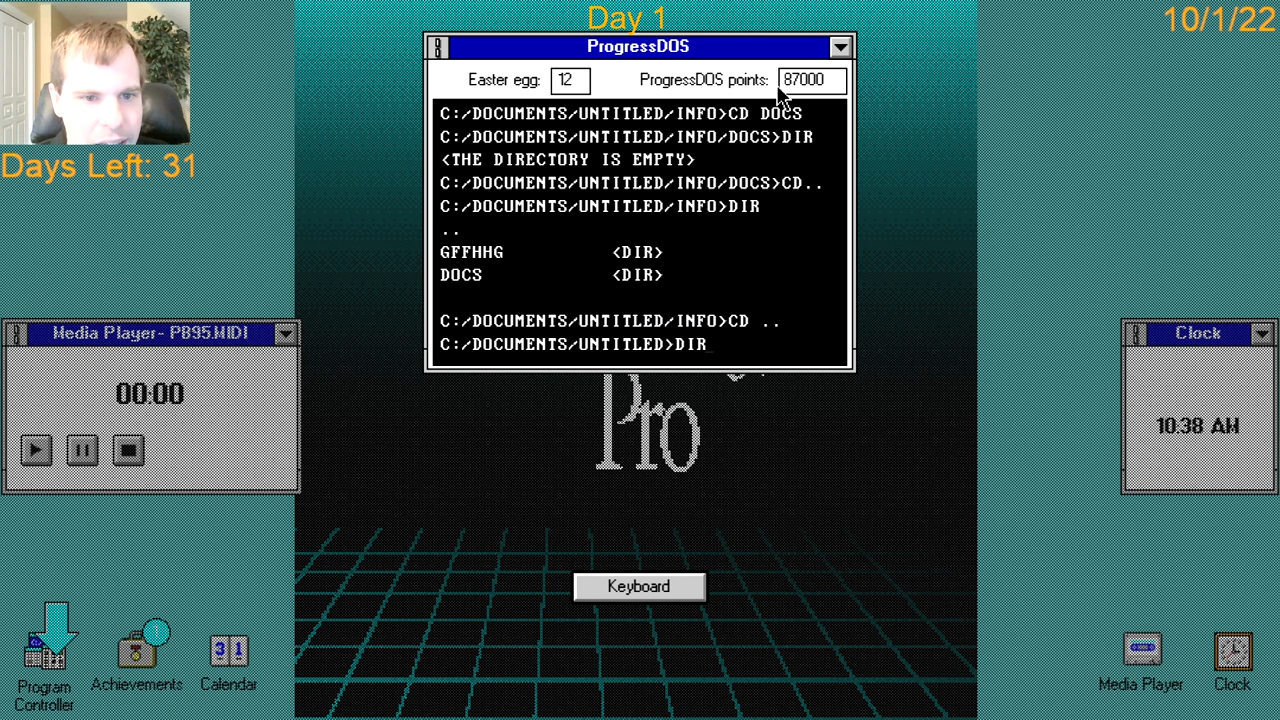 Day 1
10/1/22
Days Left: 31
ProgressDOS
Easter egg: 12
ProgressDOS points: 87000
C:/DOCUMENTS/UNTITLED/INFO>CD DOCS
C:/DOCUMENTS/UNTITLED/INFO/DOCS>DIR
<THE DIRECTORY IS EMPTY>
C:/DOCUMENTS/UNTITLED/INFO/DOCS>CD..
C:/DOCUMENTS/UNTITLED/INFO>DIR
..
GFFHHG <DIR>
DOCS <DIR>
C:/DOCUMENTS/UNTITLED/INFO>CD ..
C:/DOCUMENTS/UNTITLED>DIR
Media Player- PB95.MIDI
00:00
Clock
10.38 AM
Pro
Keyboard
Program Controller
1
Achievements
31
Calendar
Media Player
Clock